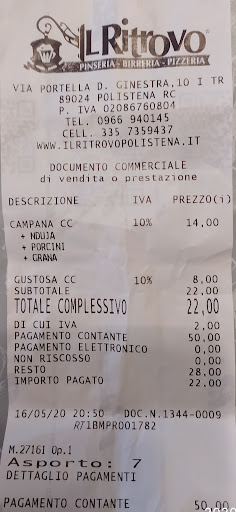 IL Ritrovo
PINSERIA - BIRRERIA - PIZZERIA
VIA PORTELLA D. GINESTRA,10 I TR
89024 POLISTENA RC
P. IVA 02086760804
TEL. 0966 940145
CELL. 335 7359437
WWW.ILRITROVOPOLISTENA.IT
DOCUMENTO COMMERCIALE
di vendita o prestazione
DESCRIZIONE IVA PREZZO(€)
CAMPANA CC 10% 14,00
+ NDUJA
+ PORCINI
+ GRANA
GUSTOSA CC 10% 8,00
SUBTOTALE 22,00
TOTALE COMPLESSIVO 22,00
DI CUI IVA 2,00
PAGAMENTO CONTANTE 50,00
PAGAMENTO ELETTRONICO 0,00
NON RISCOSSO 0,00
RESTO 28,00
IMPORTO PAGATO 22,00
16/05/20 20:50 DOC.N.1344-0009
RT1BMPR001782
M.27161 Op.1
Asporto: 7
DETTAGLIO PAGAMENTI
PAGAMENTO CONTANTE 50,00